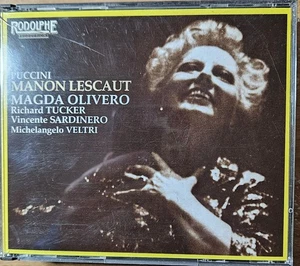 RODOLPHE
PUCCINI
MANON LESCAUT
MAGDA OLIVERO
Richard TUCKER
Vincente SARDINERO
Michelangelo VELTRI